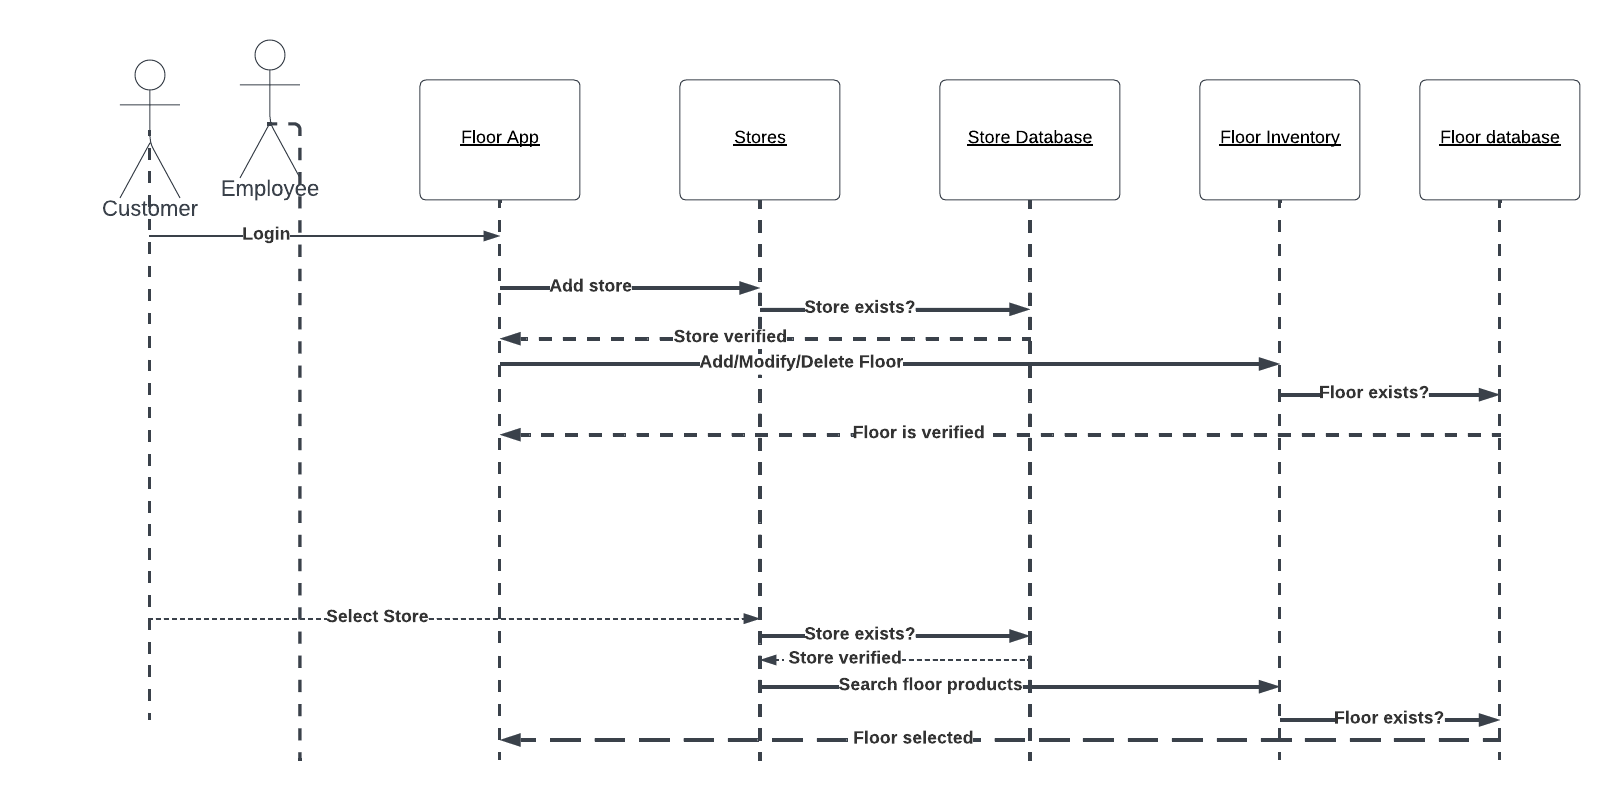 Customer
Employee
Floor App
Stores
Store Database
Floor Inventory
Floor database
Login
Add store
Store exists?
Store verified
Add/Modify/Delete Floor
Floor exists?
Floor is verified
Select Store
Store exists?
Store verified
Search floor products
Floor exists?
Floor selected